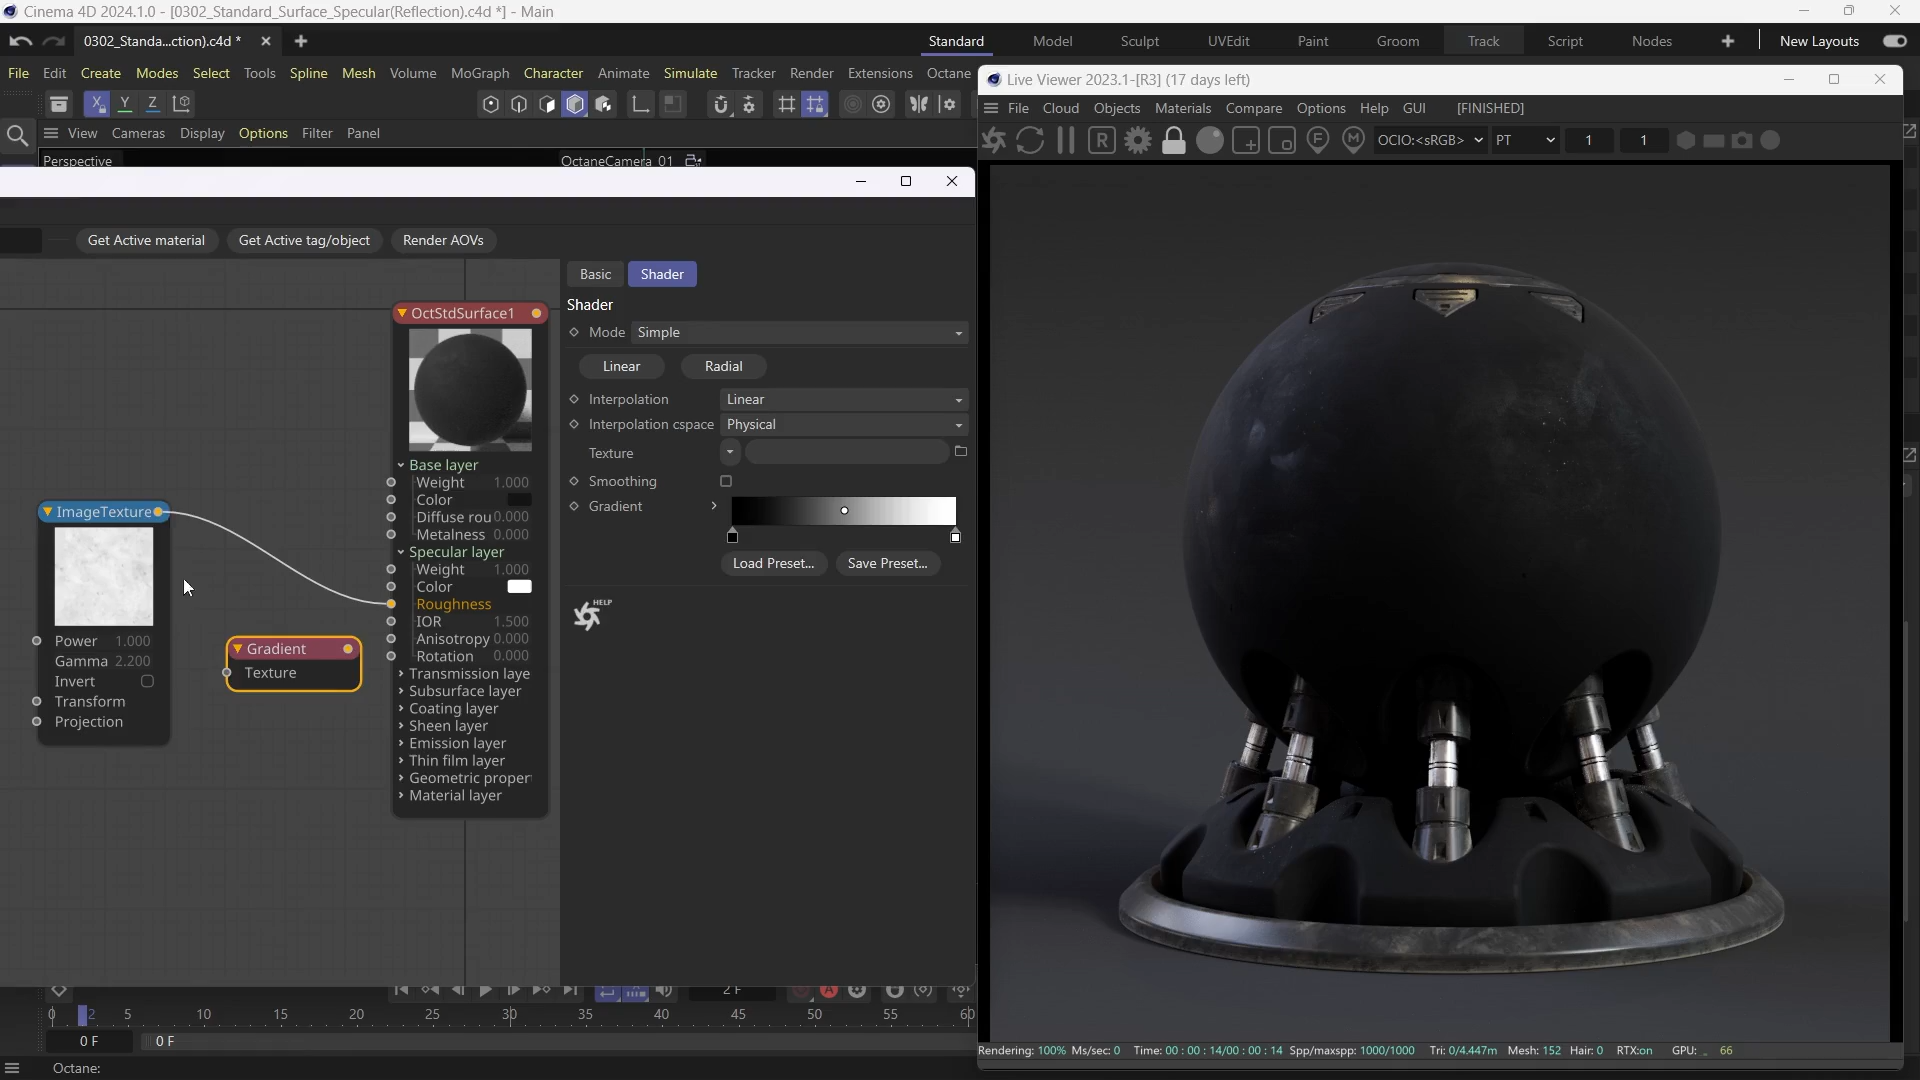 Cinema 4D 2024.1.0 - [0302_Standard_Surface_Specular(Reflection).c4d *] - Main
0302_Standa...ction).c4d *
Standard Model Sculpt UVEdit Paint Groom Track Script Nodes New Layouts
File Edit Create Modes Select Tools Spline Mesh Volume MoGraph Character Animate Simulate Tracker Render Extensions Octane
Live Viewer 2023.1-[R3] (17 days left)
File Cloud Objects Materials Compare Options Help GUI [FINISHED]
X Y Z
View Cameras Display Options Filter Panel
R F M OCIO:<sRGB> PT 1 1
Perspective OctaneCamera_01
Get Active material Get Active tag/object Render AOVs
Basic Shader
Shader
Mode Simple
Linear Radial
Interpolation Linear
Interpolation cspace Physical
Texture
Smoothing
Gradient
Load Preset... Save Preset...
HELP
OctStdSurface1
Base layer
Weight 1.000
Color
Diffuse rou 0.000
Metalness 0.000
Specular layer
Weight 1.000
Color
Roughness
IOR 1.500
Anisotropy 0.000
Rotation 0.000
Transmission laye
Subsurface layer
Coating layer
Sheen layer
Emission layer
Thin film layer
Geometric proper
Material layer
ImageTexture
Power 1.000
Gamma 2.200
Invert
Transform
Projection
Gradient
Texture
2 F
A
0 2 5 10 15 20 25 30 35 40 45 50 55 60
0 F 0 F
Octane:
Rendering: 100% Ms/sec: 0 Time: 00 : 00 : 14/00 : 00 : 14 Spp/maxspp: 1000/1000 Tri: 0/4.447m Mesh: 152 Hair: 0 RTX:on GPU: 66